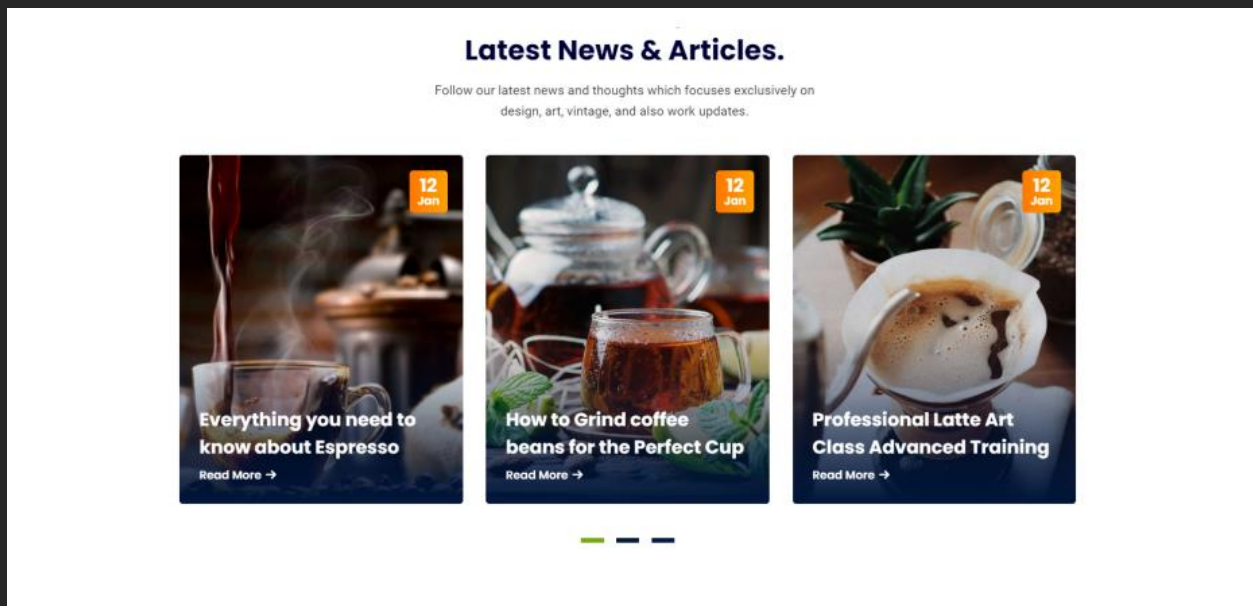 Latest News & Articles.
Follow our latest news and thoughts which focuses exclusively on
design, art, vintage, and also work updates.
12
Jan
Everything you need to
know about Espresso
Read More →
12
Jan
How to Grind coffee
beans for the Perfect Cup
Read More →
12
Jan
Professional Latte Art
Class Advanced Training
Read More →